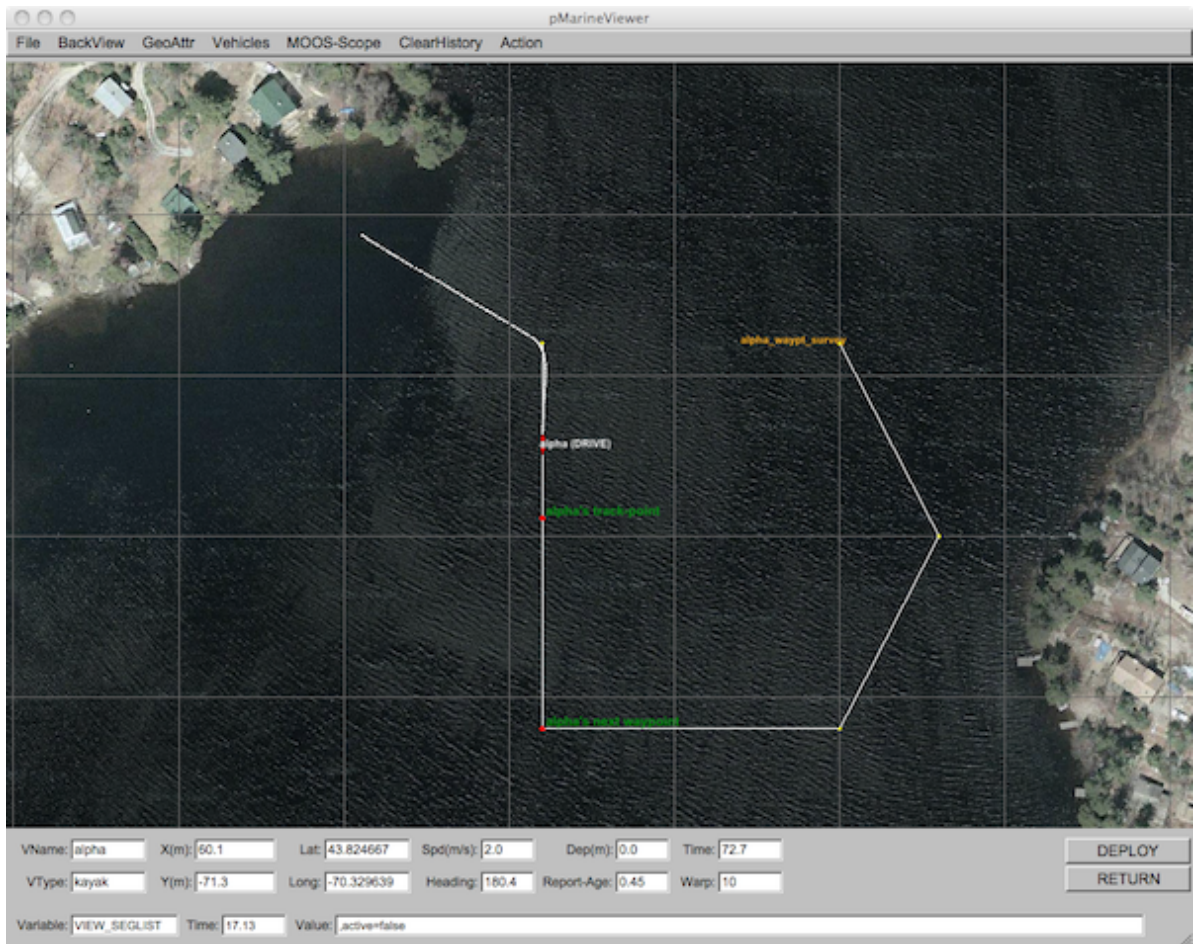 pMarineViewer
File BackView GeoAttr Vehicles MOOS-Scope ClearHistory Action
alpha_waypt_survey
alpha (DRIVE)
alpha's track-point
alpha's next waypoint
VName: alpha X(m): 60.1 Lat: 43.824667 Spd(m/s): 2.0 Dep(m): 0.0 Time: 72.7 DEPLOY
VType: kayak Y(m): -71.3 Long: -70.329639 Heading: 180.4 Report-Age: 0.45 Warp: 10 RETURN
Variable: VIEW_SEGLIST Time: 17.13 Value: ,active=false